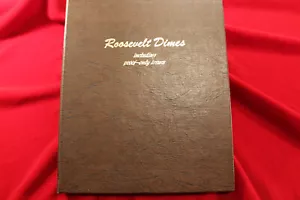 Roosevelt Dimes
including
proof-only issues